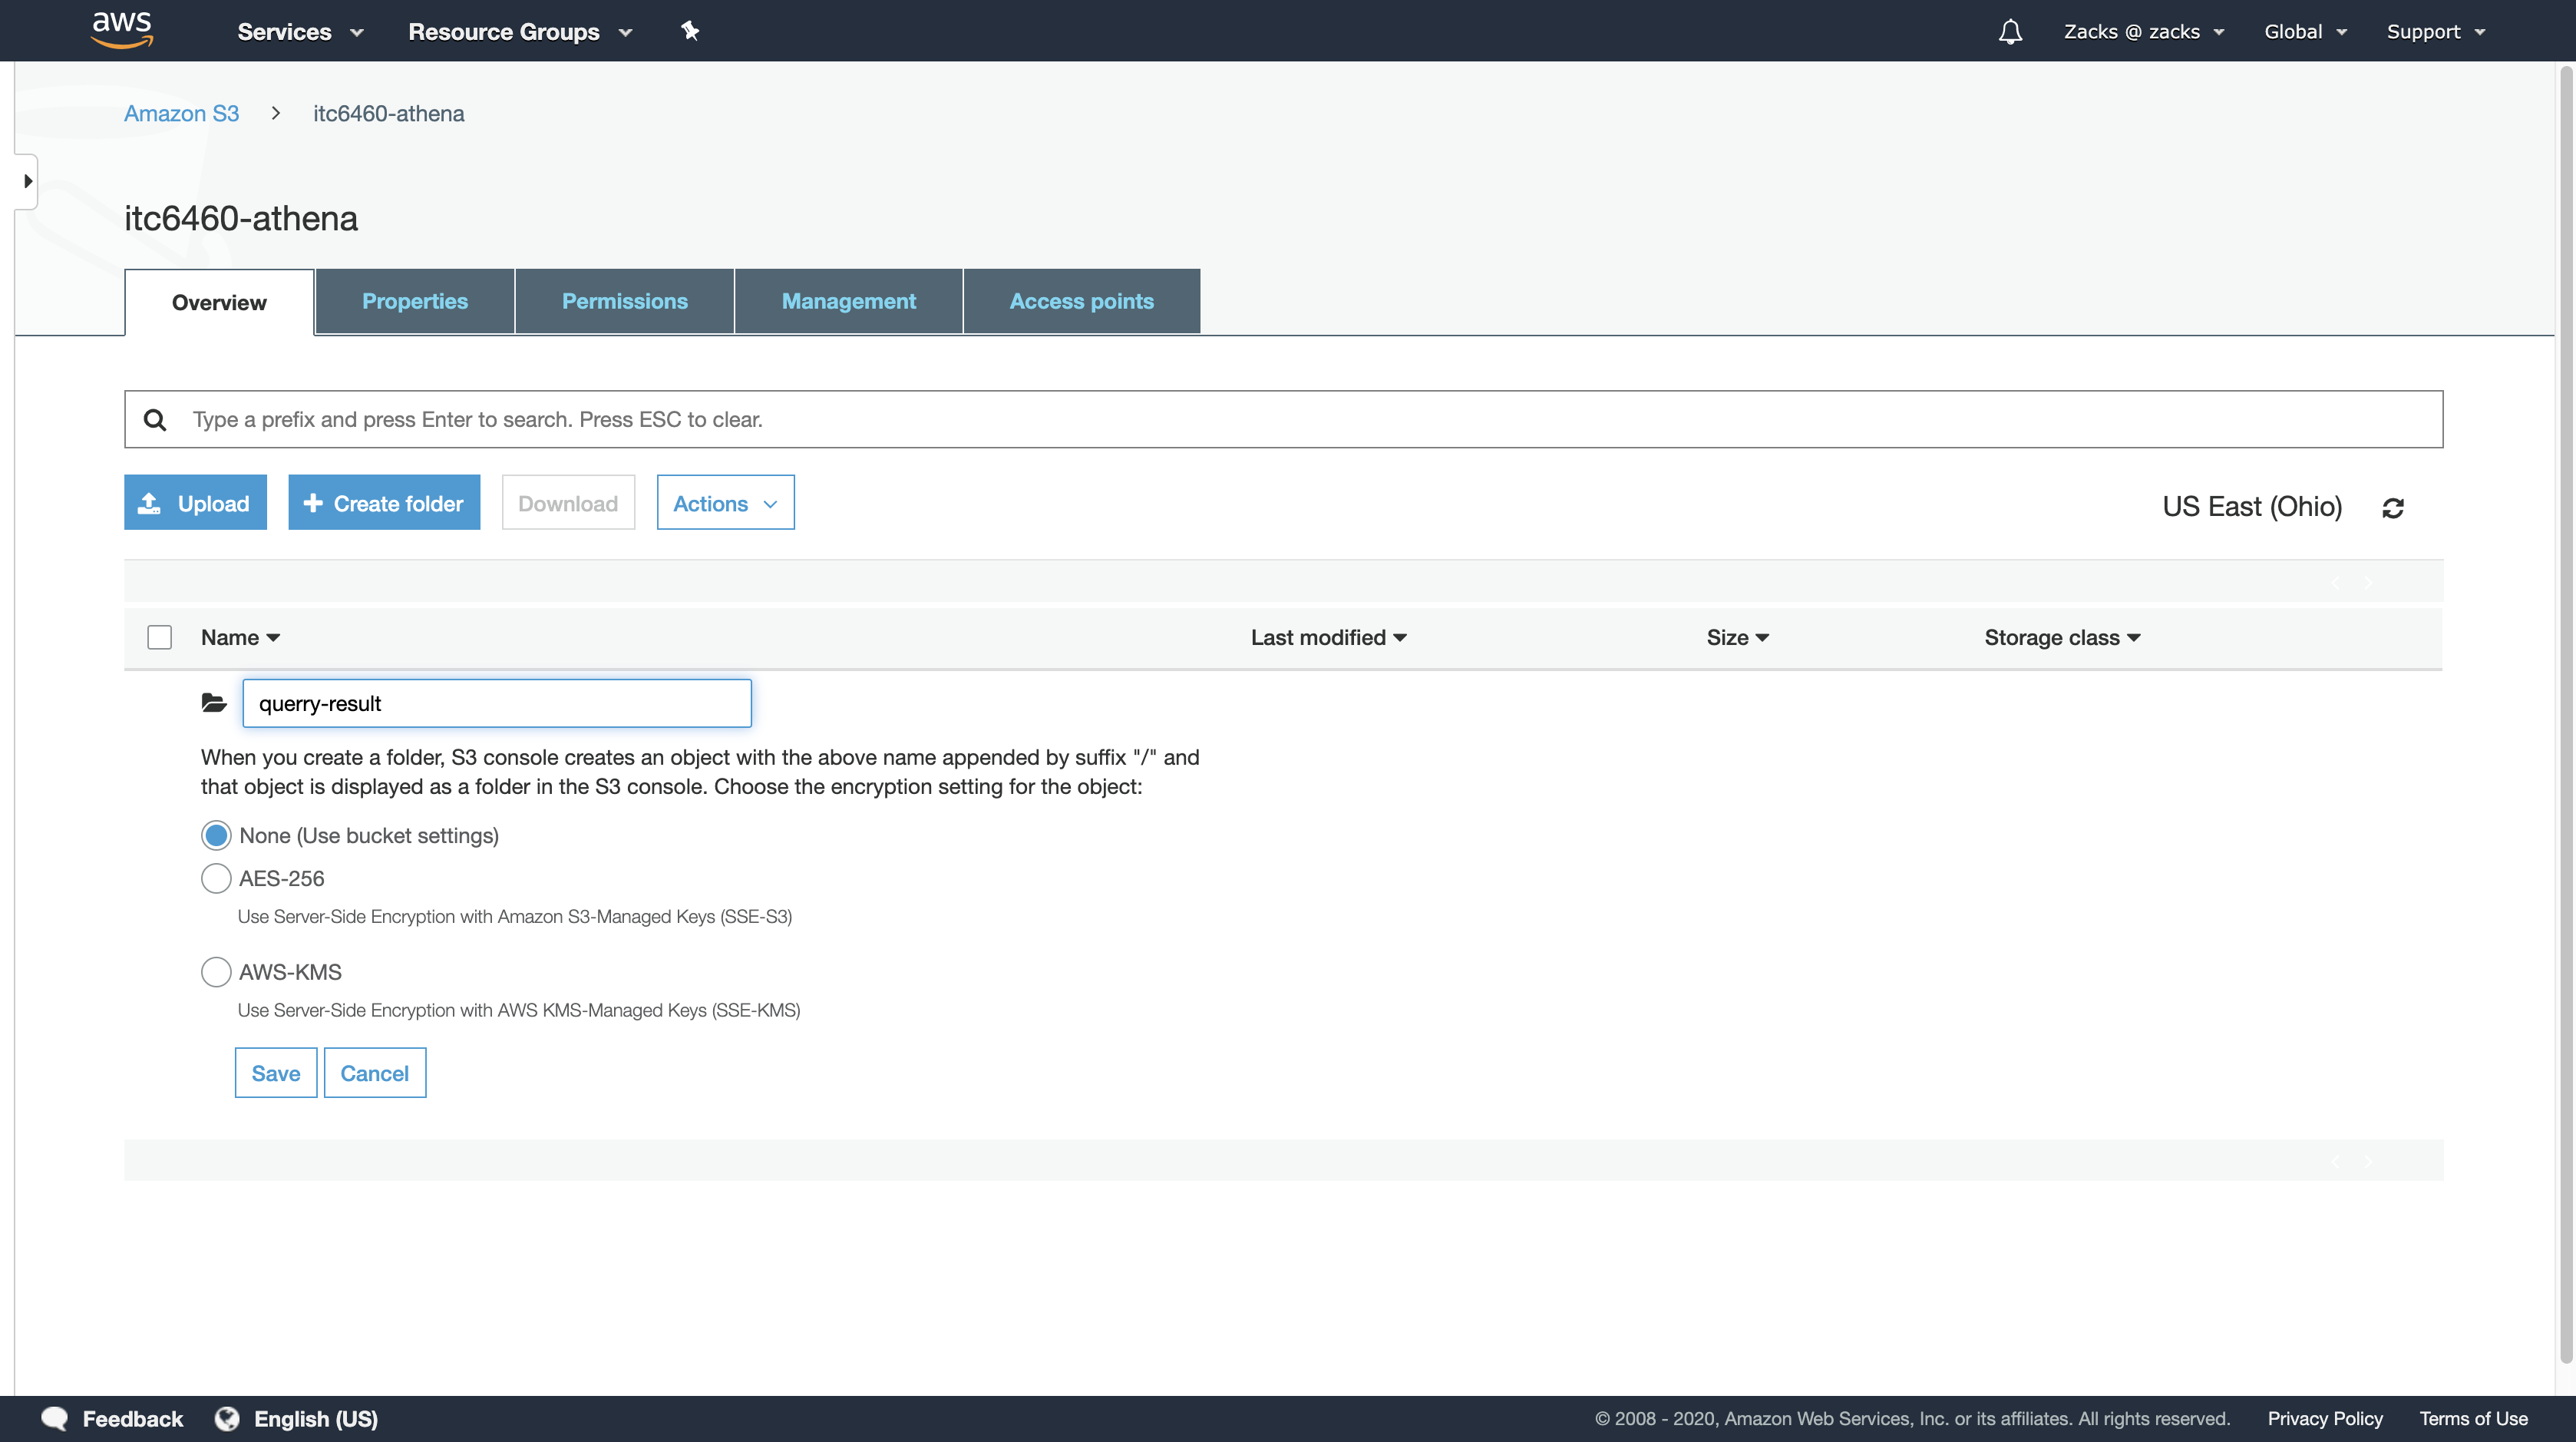 aws Services Resource Groups Zacks @ zacks Global Support
Amazon S3 > itc6460-athena
itc6460-athena
Overview Properties Permissions Management Access points
Type a prefix and press Enter to search. Press ESC to clear.
Upload Create folder Download Actions US East (Ohio)
Name Last modified Size Storage class
querry-result
When you create a folder, S3 console creates an object with the above name appended by suffix "/" and
that object is displayed as a folder in the S3 console. Choose the encryption setting for the object:
None (Use bucket settings)
AES-256
Use Server-Side Encryption with Amazon S3-Managed Keys (SSE-S3)
AWS-KMS
Use Server-Side Encryption with AWS KMS-Managed Keys (SSE-KMS)
Save Cancel
Feedback English (US) © 2008 - 2020, Amazon Web Services, Inc. or its affiliates. All rights reserved. Privacy Policy Terms of Use